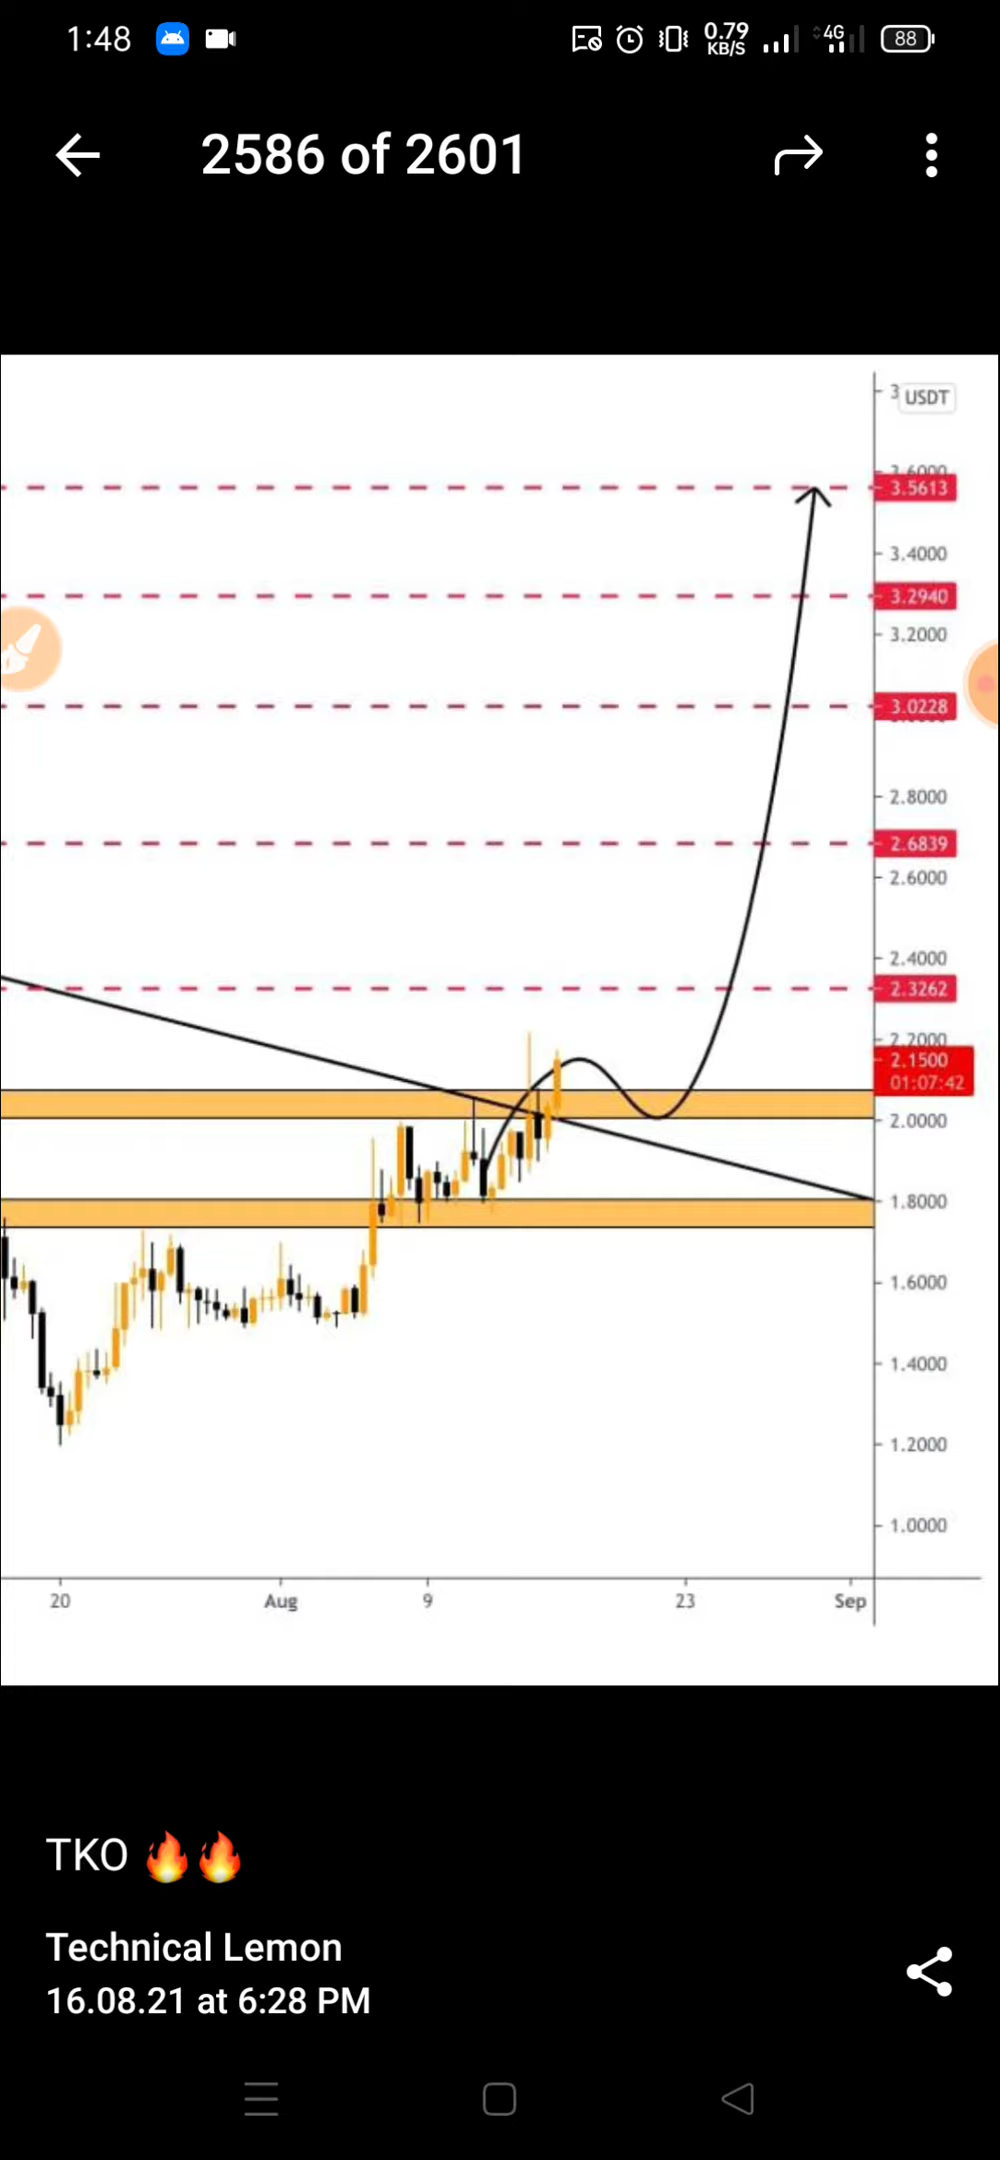 1:48
0.79
KB/S
4G
88
2586 of 2601
USDT
3.5613
3.4000
3.2940
3.2000
3.0228
2.8000
2.6839
2.6000
2.4000
2.3262
2.2000
2.1500
01:07:42
2.0000
1.8000
1.6000
1.4000
1.2000
1.0000
20 Aug 9 23 Sep
TKO 🔥🔥
Technical Lemon
16.08.21 at 6:28 PM